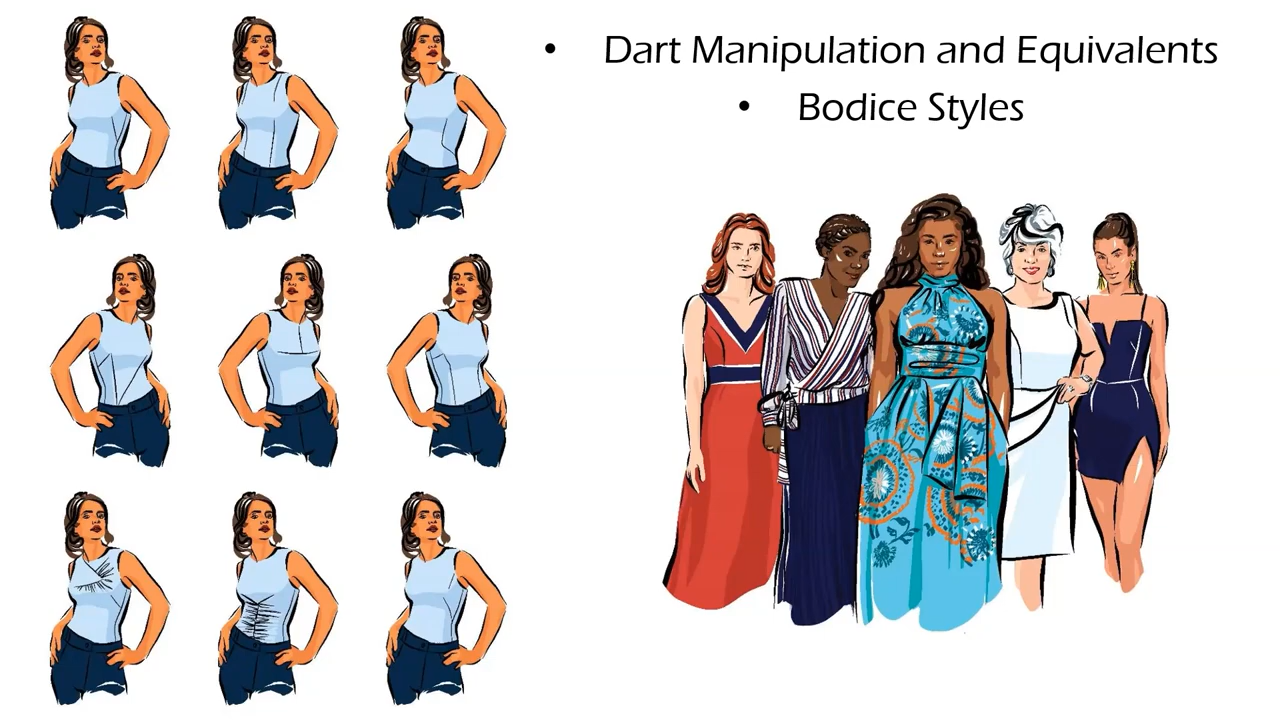 • Dart Manipulation and Equivalents
• Bodice Styles